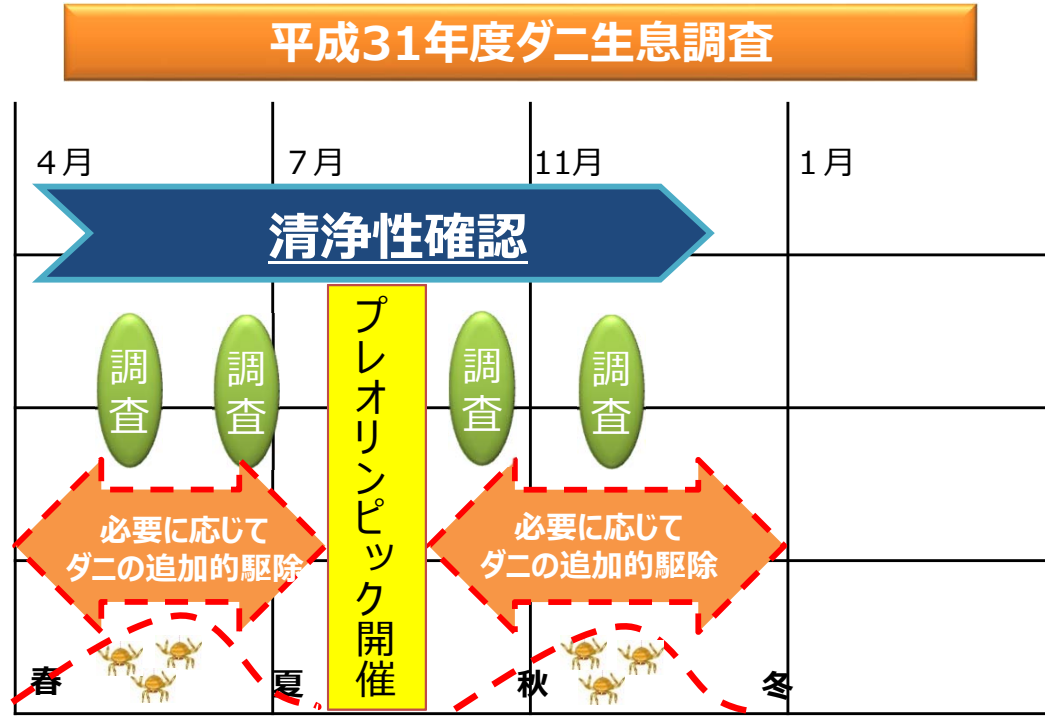 平成31年度ダニ生息調査
４月
７月
11月
１月
清浄性確認
調査
調査
プレオリンピック開催
調査
調査
必要に応じて
ダニの追加的駆除
必要に応じて
ダニの追加的駆除
春
夏
秋
冬